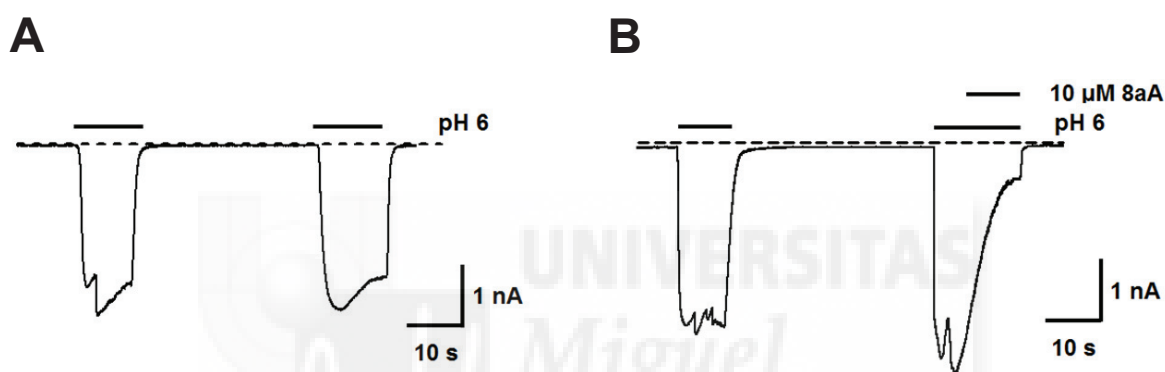 A
B
pH 6
10 µM 8aA
pH 6
1 nA
10 s
1 nA
10 s
UNIVERSITAS
Miguel